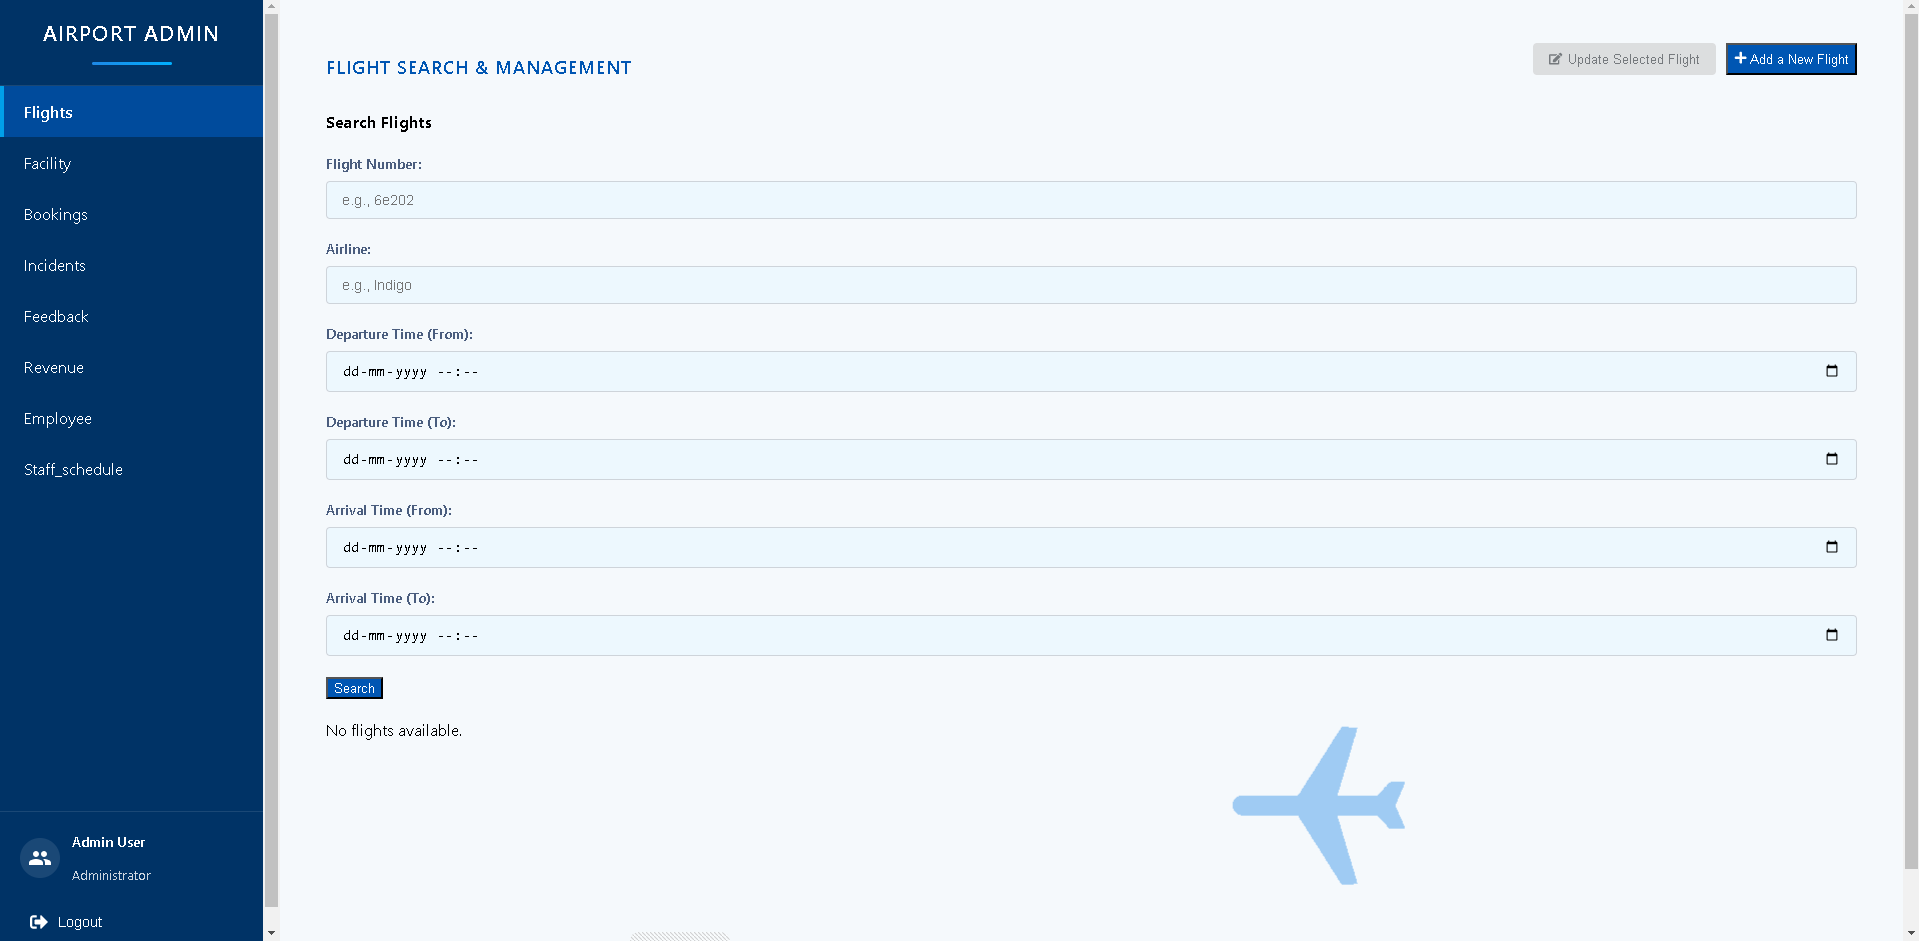 AIRPORT ADMIN
Flights
Facility
Bookings
Incidents
Feedback
Revenue
Employee
Staff_schedule
Admin User
Administrator
Logout
FLIGHT SEARCH & MANAGEMENT
Update Selected Flight
Add a New Flight
Search Flights
Flight Number:
e.g., 6e202
Airline:
e.g., Indigo
Departure Time (From):
dd-mm-yyyy --:--
Departure Time (To):
dd-mm-yyyy --:--
Arrival Time (From):
dd-mm-yyyy --:--
Arrival Time (To):
dd-mm-yyyy --:--
Search
No flights available.